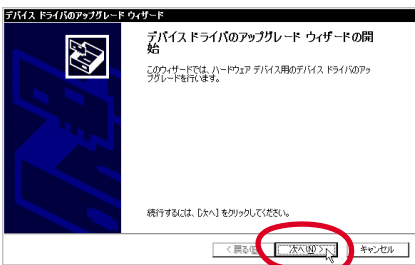 デバイス ドライバのアップグレード ウィザード
デバイス ドライバのアップグレード ウィザードの開
始
このウィザードでは、ハードウェア デバイス用のデバイス ドライバのアッ
プグレードを行います。
続行するには、[次へ] をクリックしてください。
< 戻る(B) 次へ(N) > キャンセル